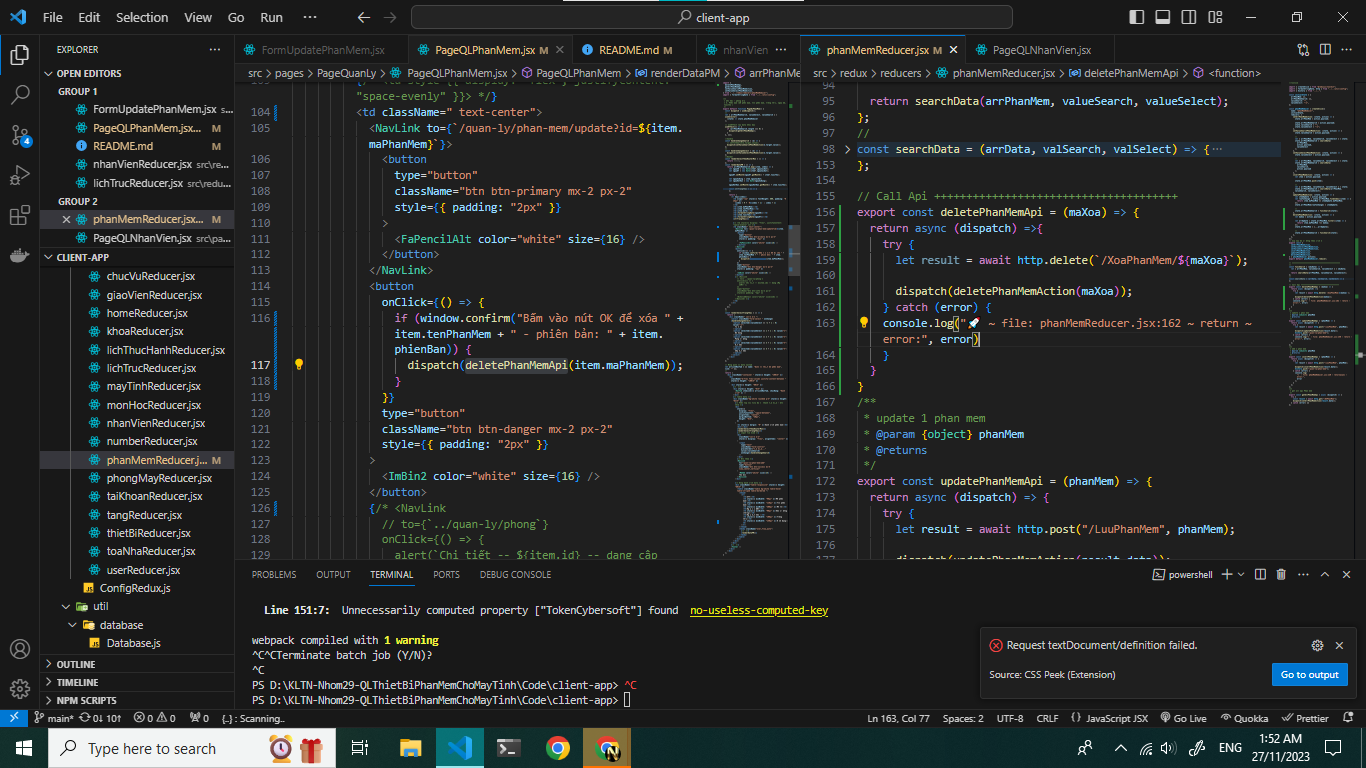 File Edit Selection View Go Run ··· client-app
EXPLORER
OPEN EDITORS
GROUP 1
FormUpdatePhanMem.jsx s...
PageQLPhanMem.jsx... M
README.md M
nhanVienReducer.jsx src\re...
lichTrucReducer.jsx src\redu...
GROUP 2
phanMemReducer.jsx... M
PageQLNhanVien.jsx src\pa...
CLIENT-APP
chucVuReducer.jsx
giaoVienReducer.jsx
homeReducer.jsx
khoaReducer.jsx
lichThucHanhReducer.jsx
lichTrucReducer.jsx
mayTinhReducer.jsx
monHocReducer.jsx
nhanVienReducer.jsx
numberReducer.jsx
phanMemReducer.j... M
phongMayReducer.jsx
taiKhoanReducer.jsx
tangReducer.jsx
thietBiReducer.jsx
toaNhaReducer.jsx
userReducer.jsx
ConfigRedux.js
util
database
Database.js
OUTLINE
TIMELINE
NPM SCRIPTS
FormUpdatePhanMem.jsx PageQLPhanMem.jsx M README.md M nhanVien ···
src > pages > PageQuanLy > PageQLPhanMem.jsx > PageQLPhanMem > renderDataPM > arrPhanMe
"space-evenly" }}> */}
104 <td className=" text-center">
105 <NavLink to={`/quan-ly/phan-mem/update?id=${item.
maPhanMem}`}>
106 <button
107 type="button"
108 className="btn btn-primary mx-2 px-2"
109 style={{ padding: "2px" }}
110 >
111 <FaPencilAlt color="white" size={16} />
112 </button>
113 </NavLink>
114 <button
115 onClick={() => {
116 if (window.confirm("Bấm vào nút OK để xóa " +
item.tenPhanMem + " - phiên bản: " + item.
phienBan)) {
117 dispatch(deletePhanMemApi(item.maPhanMem));
118 }
119 }}
120 type="button"
121 className="btn btn-danger mx-2 px-2"
122 style={{ padding: "2px" }}
123 >
124 <ImBin2 color="white" size={16} />
125 </button>
126 {/* <NavLink
127 // to={`../quan-ly/phong`}
128 onClick={() => {
129 alert(`Chi tiết -- ${item.id} -- đang cập
phanMemReducer.jsx M PageQLNhanVien.jsx
src > redux > reducers > phanMemReducer.jsx > deletePhanMemApi > <function>
94
95 return searchData(arrPhanMem, valueSearch, valueSelect);
96 };
97 //
98 const searchData = (arrData, valSearch, valSelect) => {···
153 };
154
155 // Call Api +++++++++++++++++++++++++++++++++++++
156 export const deletePhanMemApi = (maXoa) => {
157 return async (dispatch) =>{
158 try {
159 let result = await http.delete(`/XoaPhanMem/${maXoa}`);
160
161 dispatch(deletePhanMemAction(maXoa));
162 } catch (error) {
163 console.log("🚀 ~ file: phanMemReducer.jsx:162 ~ return ~
error:", error)
164 }
165 }
166 }
167 /**
168 * update 1 phan mem
169 * @param {object} phanMem
170 * @returns
171 */
172 export const updatePhanMemApi = (phanMem) => {
173 return async (dispatch) => {
174 try {
175 let result = await http.post("/LuuPhanMem", phanMem);
176
177 dispatch(updatePhanMemAction(result.data));
PROBLEMS OUTPUT TERMINAL PORTS DEBUG CONSOLE powershell
Line 151:7: Unnecessarily computed property ["TokenCybersoft"] found no-useless-computed-key
webpack compiled with 1 warning
^C^CTerminate batch job (Y/N)?
^C
PS D:\KLTN-Nhom29-QLThietBiPhanMemChoMayTinh\Code\client-app> ^C
PS D:\KLTN-Nhom29-QLThietBiPhanMemChoMayTinh\Code\client-app>
Request textDocument/definition failed.
Source: CSS Peek (Extension)
Go to output
main* 0↓ 10↑ 0 0 0 {..} : Scanning.. Ln 163, Col 77 Spaces: 2 UTF-8 CRLF JavaScript JSX Go Live Quokka Prettier
Type here to search
ENG
1:52 AM
27/11/2023